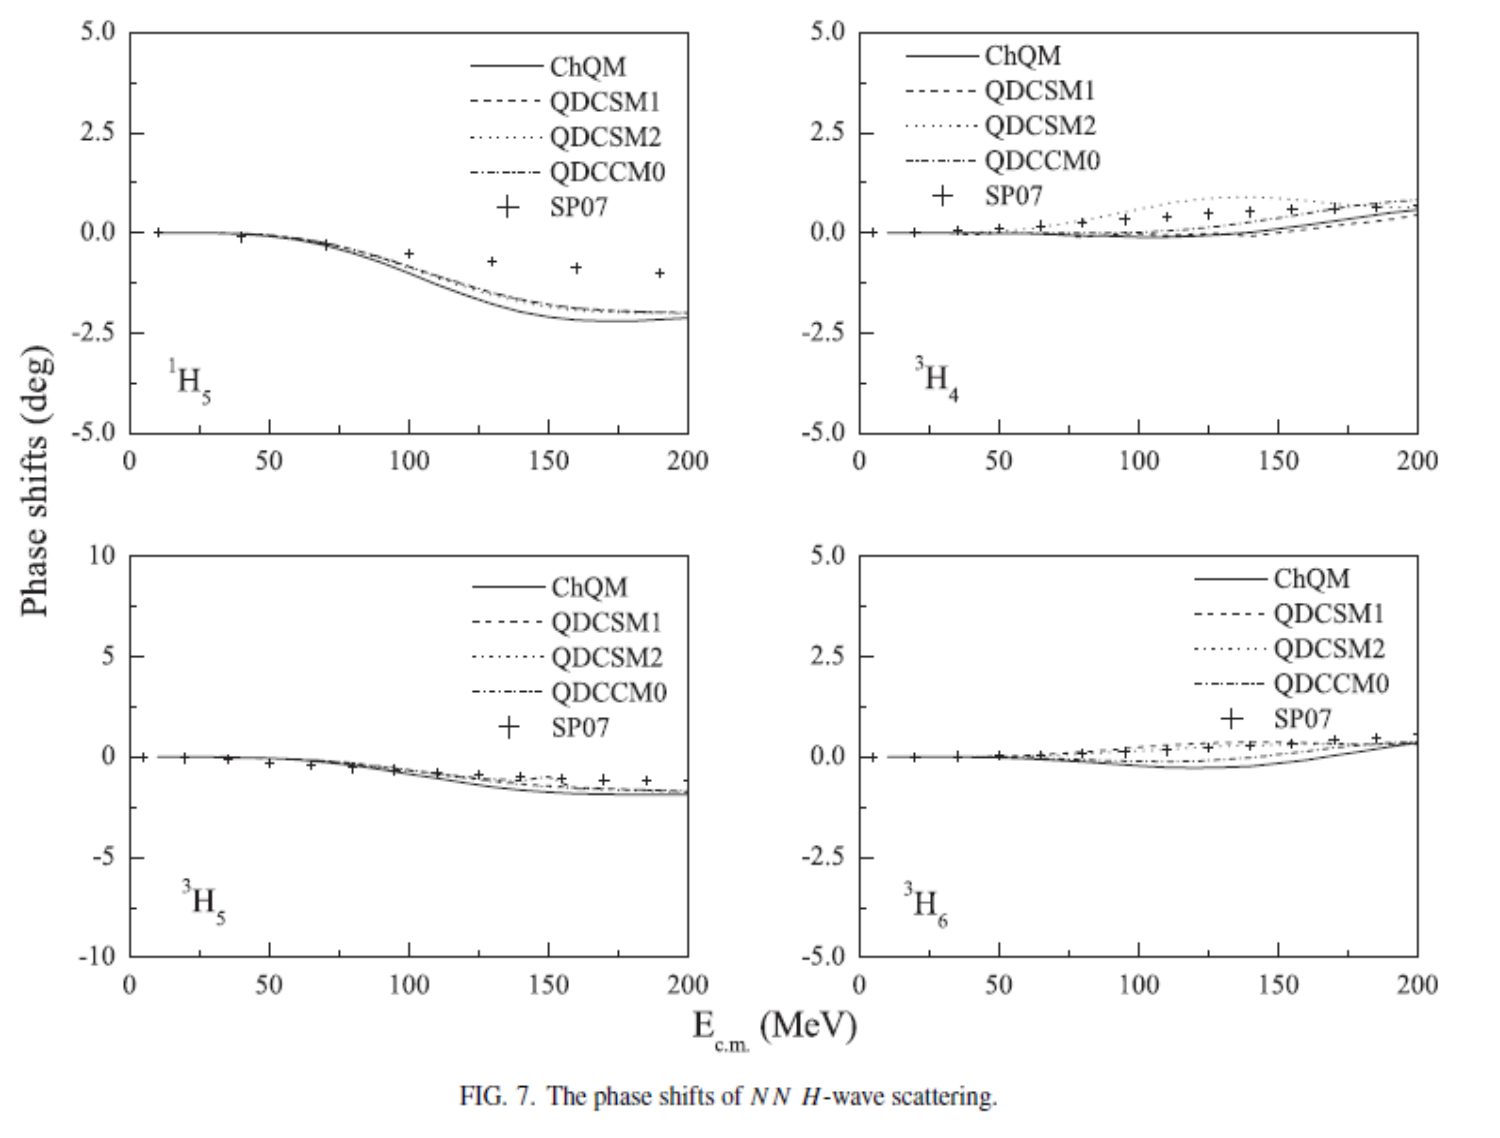 Phase shifts (deg)
5.0
2.5
0.0
-2.5
-5.0
0 50 100 150 200
ChQM
QDCSM1
QDCSM2
QDCCM0
SP07
1H5
5.0
2.5
0.0
-2.5
-5.0
0 50 100 150 200
ChQM
QDCSM1
QDCSM2
QDCCM0
SP07
3H4
10
5
0
-5
-10
0 50 100 150 200
ChQM
QDCSM1
QDCSM2
QDCCM0
SP07
3H5
5.0
2.5
0.0
-2.5
-5.0
0 50 100 150 200
ChQM
QDCSM1
QDCSM2
QDCCM0
SP07
3H6
Ec.m. (MeV)
FIG. 7. The phase shifts of NN H-wave scattering.